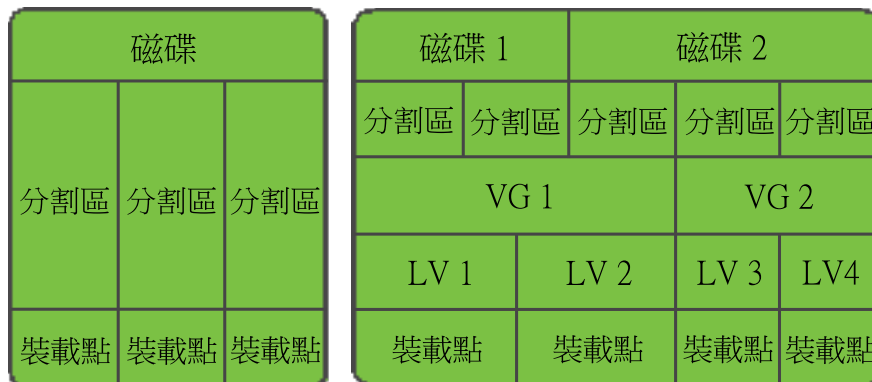 磁碟
分割區 分割區 分割區
裝載點 裝載點 裝載點
磁碟 1 磁碟 2
分割區 分割區 分割區 分割區 分割區
VG 1 VG 2
LV 1 LV 2 LV 3 LV4
裝載點 裝載點 裝載點 裝載點